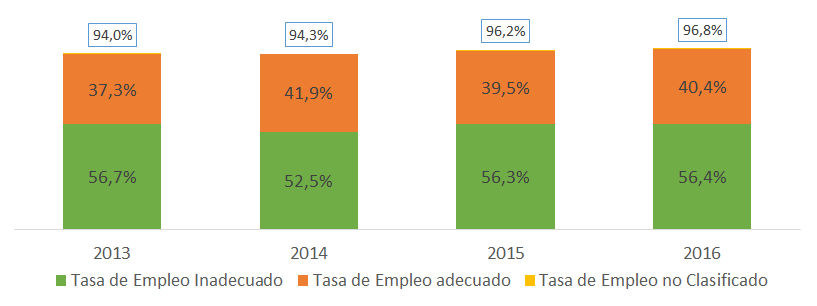 94,0% 94,3% 96,2% 96,8%
37,3% 41,9% 39,5% 40,4%
56,7% 52,5% 56,3% 56,4%
2013 2014 2015 2016
Tasa de Empleo Inadecuado Tasa de Empleo adecuado Tasa de Empleo no Clasificado